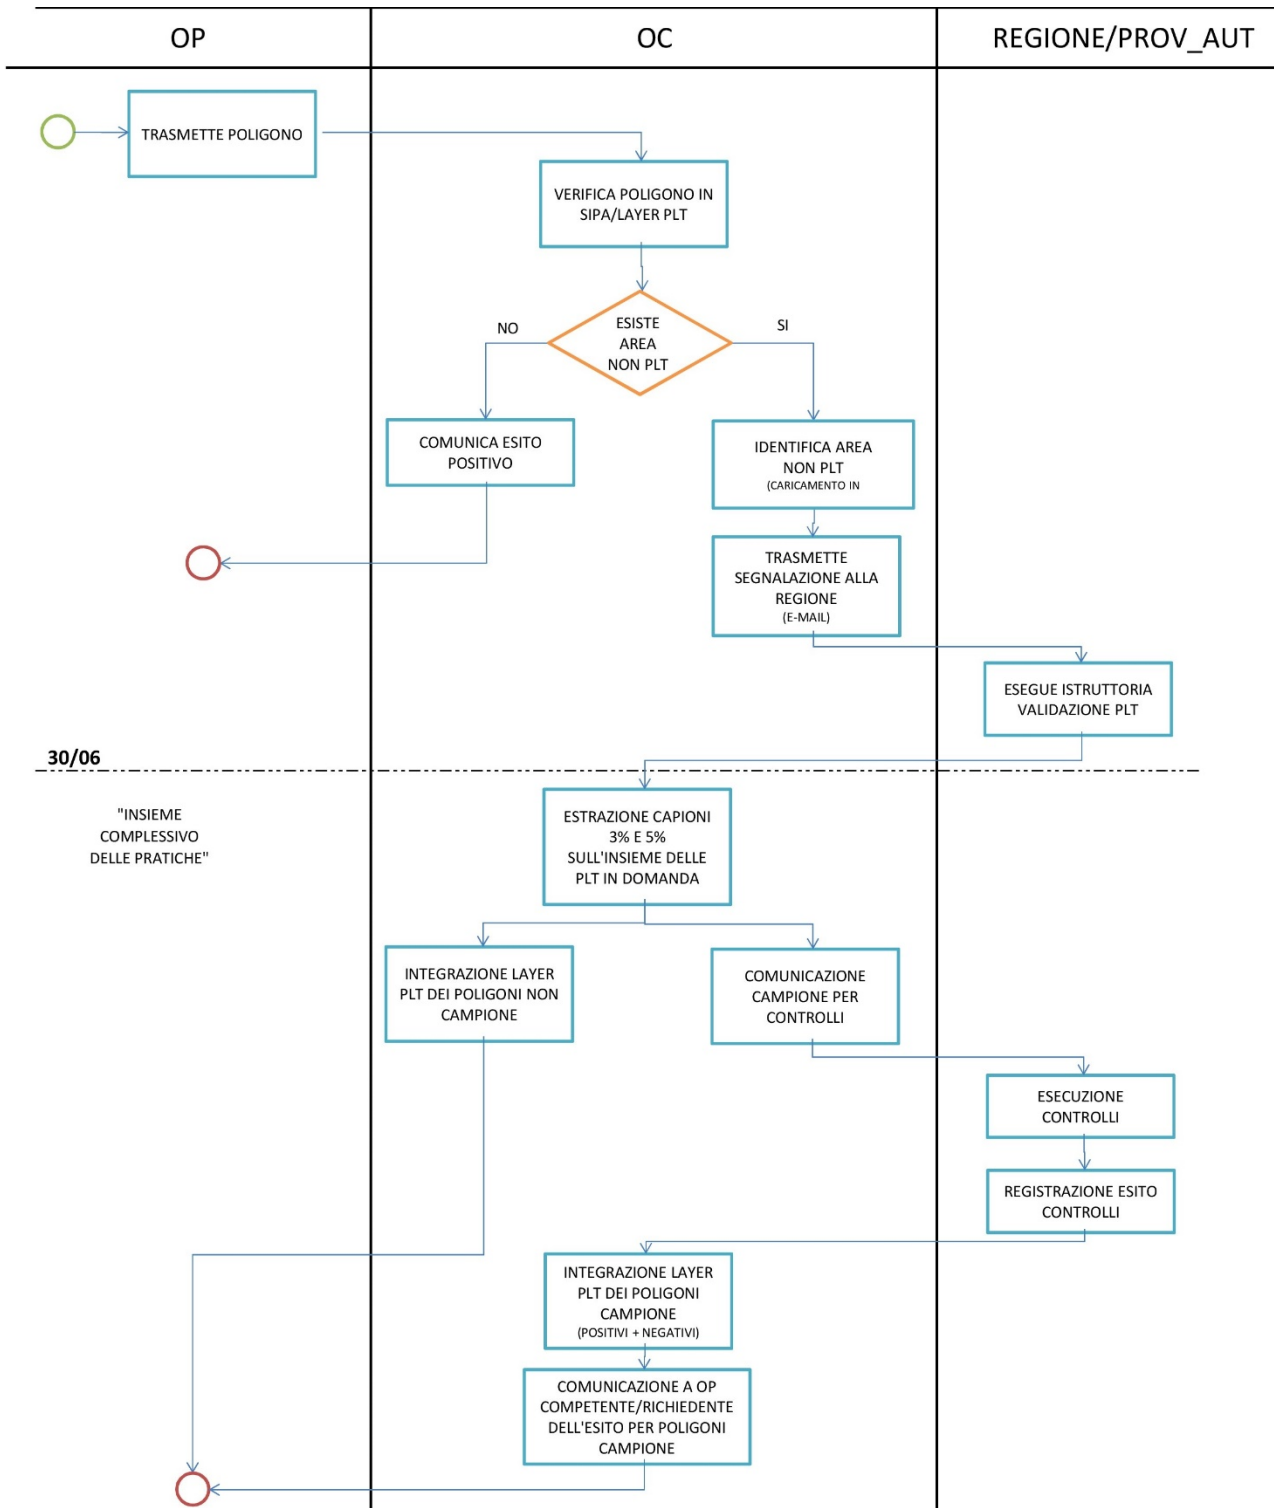 OP
OC
REGIONE/PROV_AUT
TRASMETTE POLIGONO
VERIFICA POLIGONO IN
SIPA/LAYER PLT
ESISTE
AREA
NON PLT
NO
SI
COMUNICA ESITO
POSITIVO
IDENTIFICA AREA
NON PLT
(CARICAMENTO IN
TRASMETTE
SEGNALAZIONE ALLA
REGIONE
(E-MAIL)
ESEGUE ISTRUTTORIA
VALIDAZIONE PLT
30/06
"INSIEME
COMPLESSIVO
DELLE PRATICHE"
ESTRAZIONE CAPIONI
3% E 5%
SULL'INSIEME DELLE
PLT IN DOMANDA
INTEGRAZIONE LAYER
PLT DEI POLIGONI NON
CAMPIONE
COMUNICAZIONE
CAMPIONE PER
CONTROLLI
ESECUZIONE
CONTROLLI
REGISTRAZIONE ESITO
CONTROLLI
INTEGRAZIONE LAYER
PLT DEI POLIGONI
CAMPIONE
(POSITIVI + NEGATIVI)
COMUNICAZIONE A OP
COMPETENTE/RICHIEDENTE
DELL'ESITO PER POLIGONI
CAMPIONE